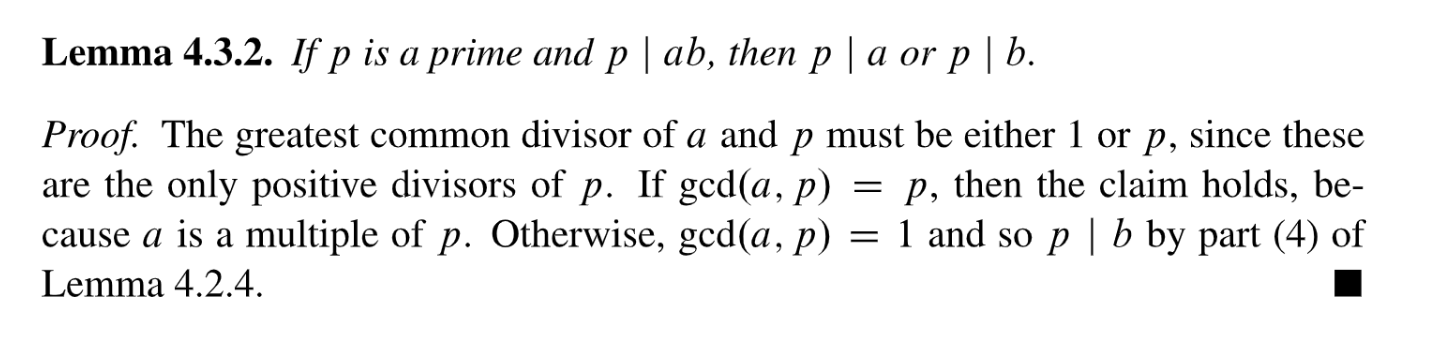 Lemma 4.3.2. If p is a prime and p | ab, then p | a or p | b.
Proof. The greatest common divisor of a and p must be either 1 or p, since these
are the only positive divisors of p. If gcd(a, p) = p, then the claim holds, be-
cause a is a multiple of p. Otherwise, gcd(a, p) = 1 and so p | b by part (4) of
Lemma 4.2.4. ■